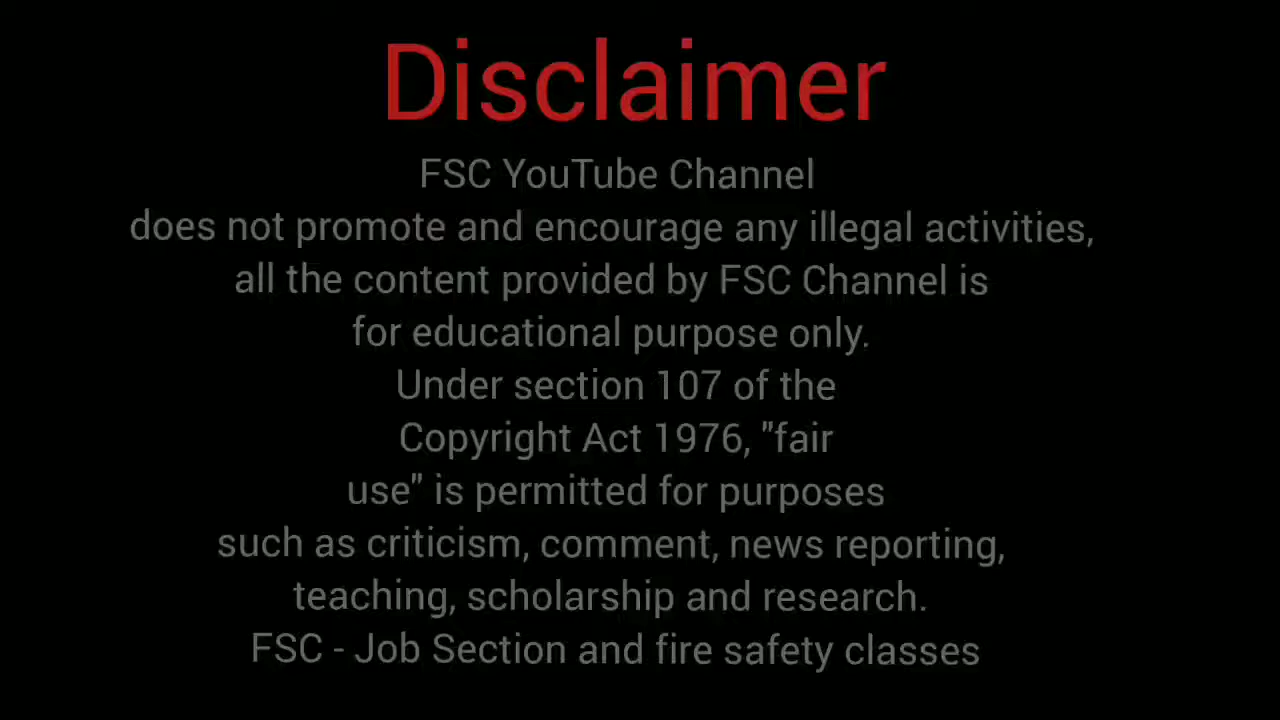 Disclaimer
FSC YouTube Channel
does not promote and encourage any illegal activities,
all the content provided by FSC Channel is
for educational purpose only.
Under section 107 of the
Copyright Act 1976, "fair
use" is permitted for purposes
such as criticism, comment, news reporting,
teaching, scholarship and research.
FSC - Job Section and fire safety classes